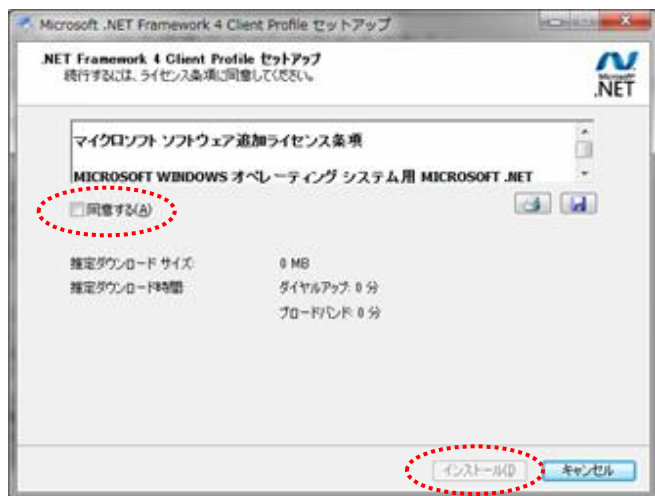 Microsoft .NET Framework 4 Client Profile セットアップ
.NET Framework 4 Client Profile セットアップ
続行するには、ライセンス条項に同意してください。
Microsoft
.NET
マイクロソフト ソフトウェア追加ライセンス条項
MICROSOFT WINDOWS オペレーティング システム用 MICROSOFT .NET
同意する(A)
推定ダウンロード サイズ: 0 MB
推定ダウンロード時間: ダイヤルアップ: 0 分
ブロードバンド: 0 分
インストール(I) キャンセル